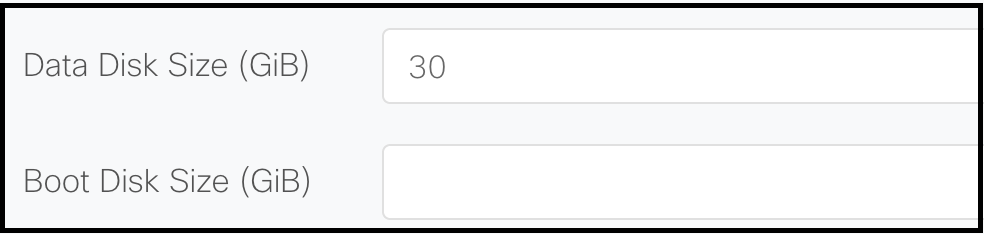 Data Disk Size (GiB) 30
Boot Disk Size (GiB)